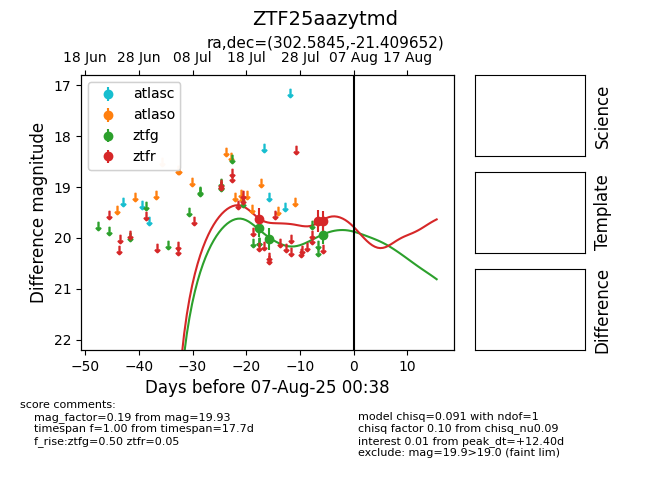 ZTF25aazytmd
ra,dec=(302.5845,-21.409652)
18 Jun 28 Jun 08 Jul 18 Jul 28 Jul 07 Aug 17 Aug
atlasc
atlaso
ztfg
ztfr
17
18
19
20
21
22
Difference magnitude
−50 −40 −30 −20 −10 0 10
Days before 07-Aug-25 00:38
Science
Template
Difference
score comments:
mag_factor=0.19 from mag=19.93
timespan f=1.00 from timespan=17.7d
f_rise:ztfg=0.50 ztfr=0.05
model chisq=0.091 with ndof=1
chisq factor 0.10 from chisq_nu0.09
interest 0.01 from peak_dt=+12.40d
exclude: mag=19.9>19.0 (faint lim)